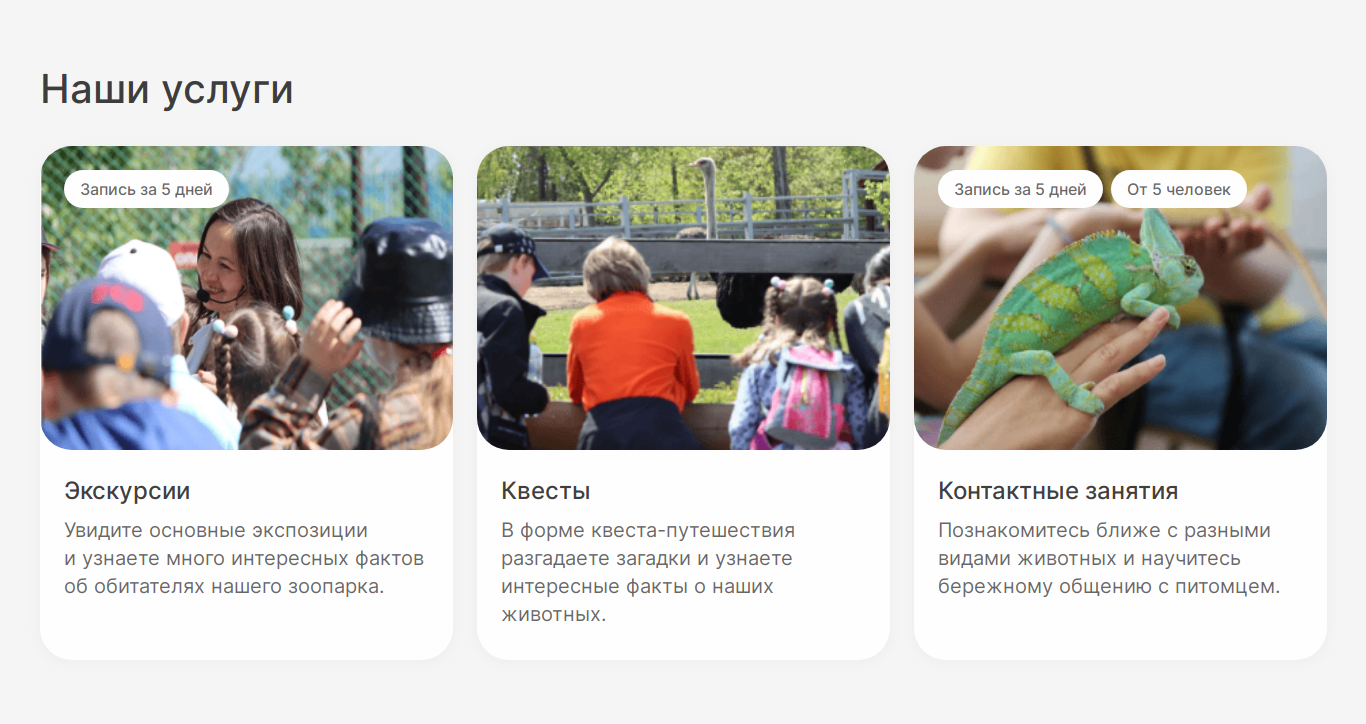 Наши услуги
Запись за 5 дней
Экскурсии
Увидите основные экспозиции
и узнаете много интересных фактов
об обитателях нашего зоопарка.
Квесты
В форме квеста-путешествия
разгадаете загадки и узнаете
интересные факты о наших
животных.
Запись за 5 дней
От 5 человек
Контактные занятия
Познакомитесь ближе с разными
видами животных и научитесь
бережному общению с питомцем.